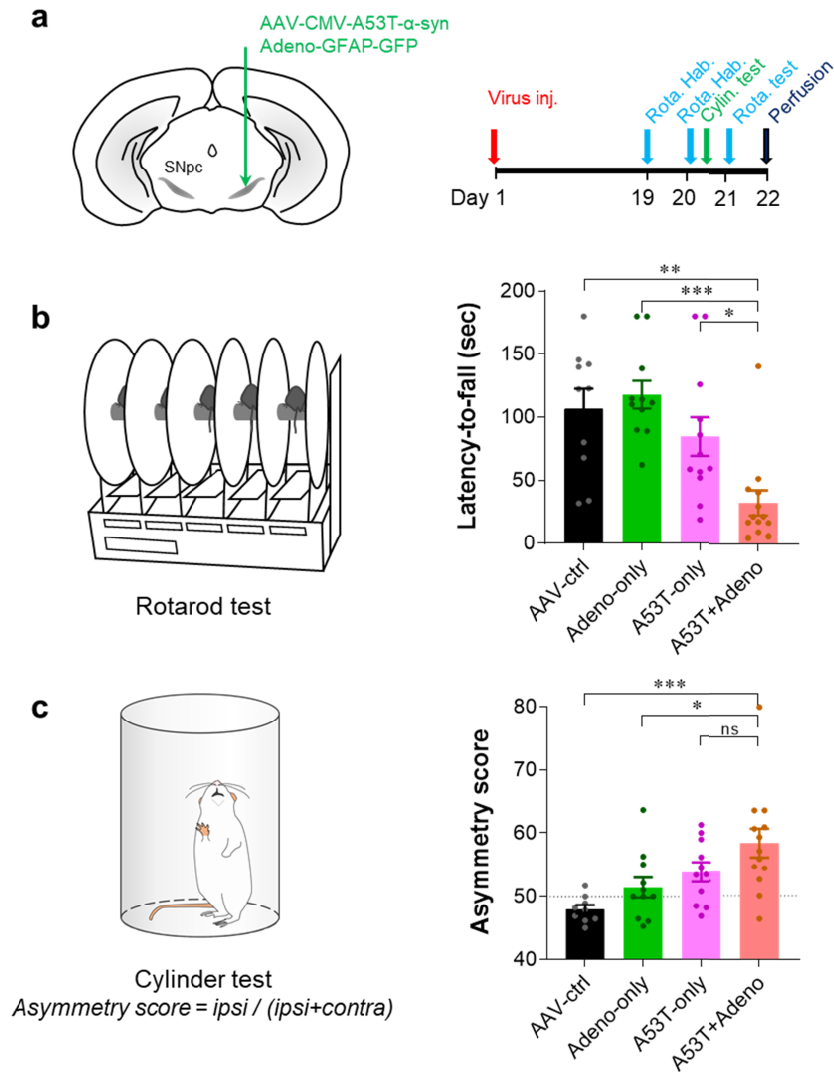 a
AAV-CMV-A53T-α-syn
Adeno-GFAP-GFP
SNpc
Virus inj.
Rota. Hab.
Rota. Hab.
Cylin. test
Rota. test
Perfusion
Day 1 19 20 21 22
b
Rotarod test
Latency-to-fall (sec)
200
150
100
50
0
**
***
*
AAV-ctrl
Adeno-only
A53T-only
A53T+Adeno
c
Cylinder test
Asymmetry score = ipsi / (ipsi+contra)
Asymmetry score
80
70
60
50
40
***
*
ns
AAV-ctrl
Adeno-only
A53T-only
A53T+Adeno